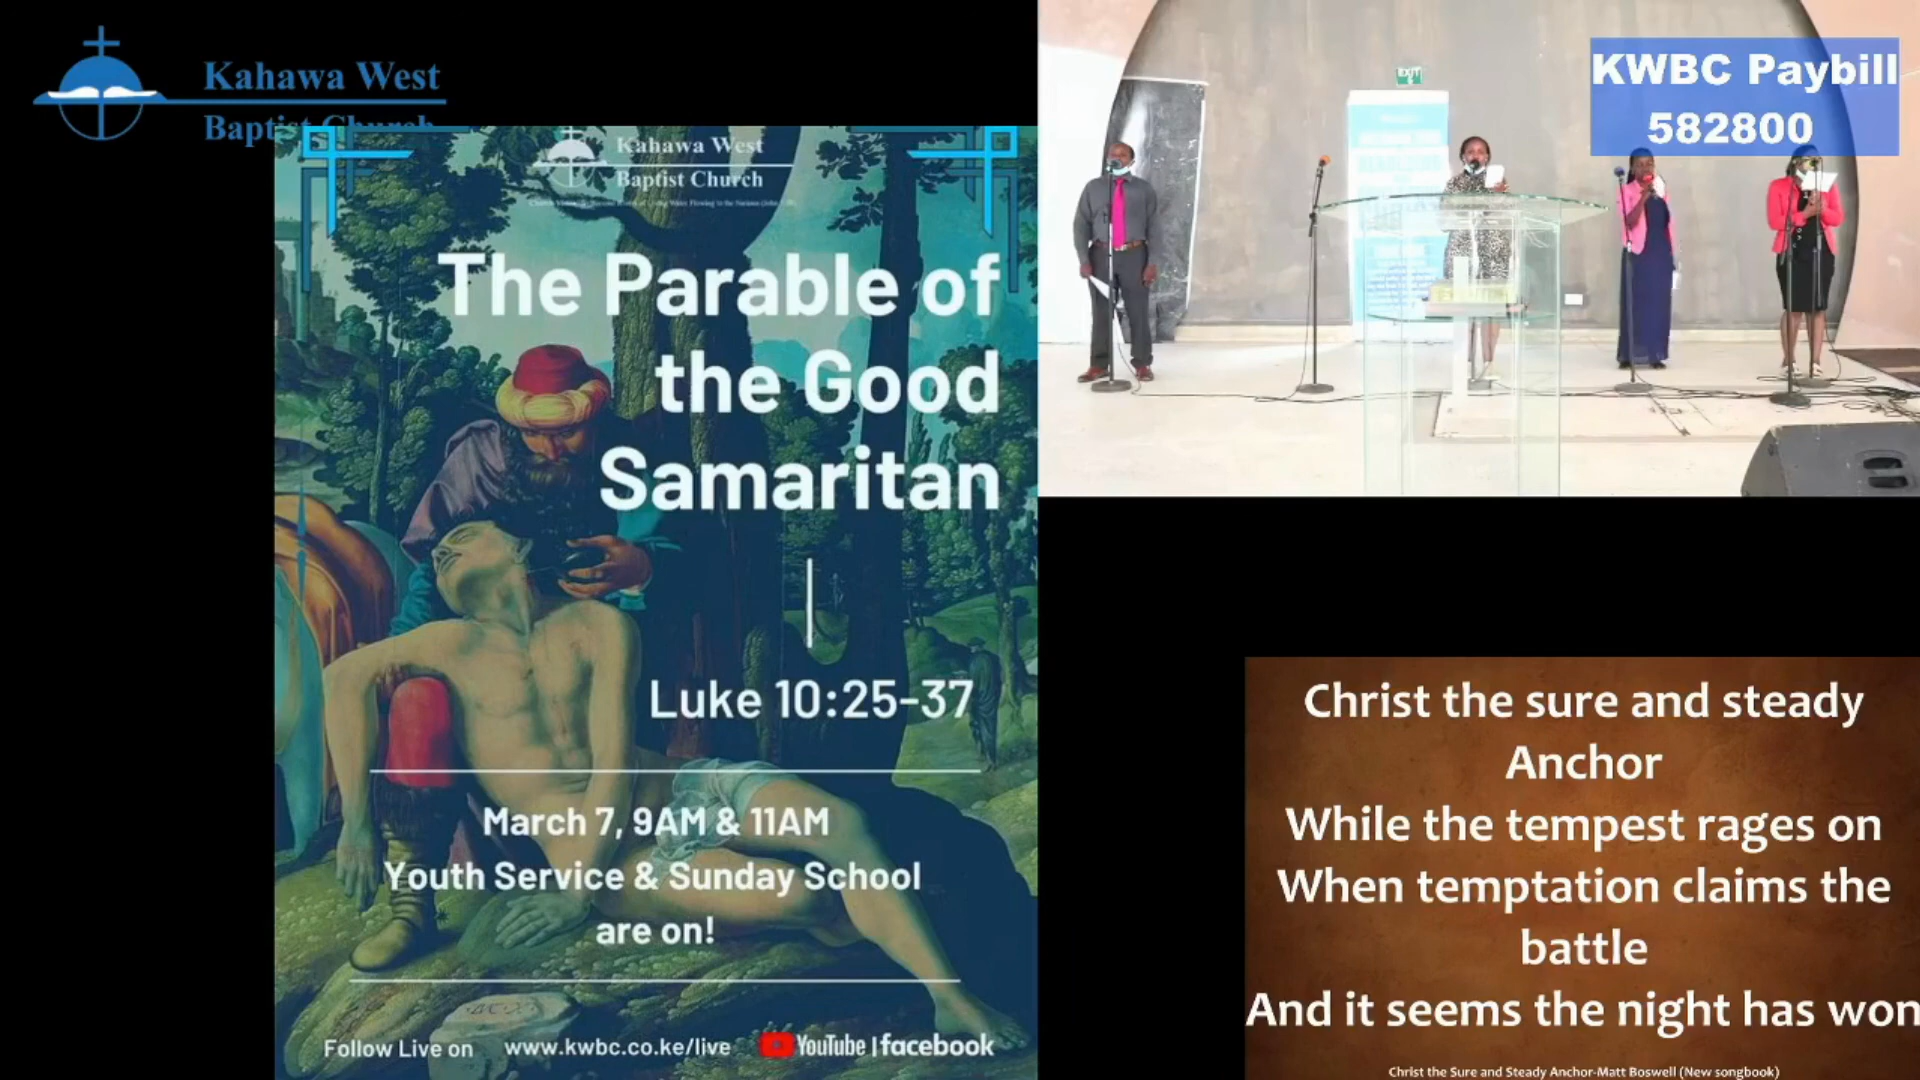 Kahawa West
Baptist Church
Kahawa West
Baptist Church
The Parable of
the Good
Samaritan
Luke 10:25-37
March 7, 9AM & 11AM
Youth Service & Sunday School
are on!
Follow Live on www.kwbc.co.ke/live YouTube | facebook
EXIT
KWBC Paybill
582800
Christ the sure and steady
Anchor
While the tempest rages on
When temptation claims the
battle
And it seems the night has won
Christ the Sure and Steady Anchor-Matt Boswell (New songbook)